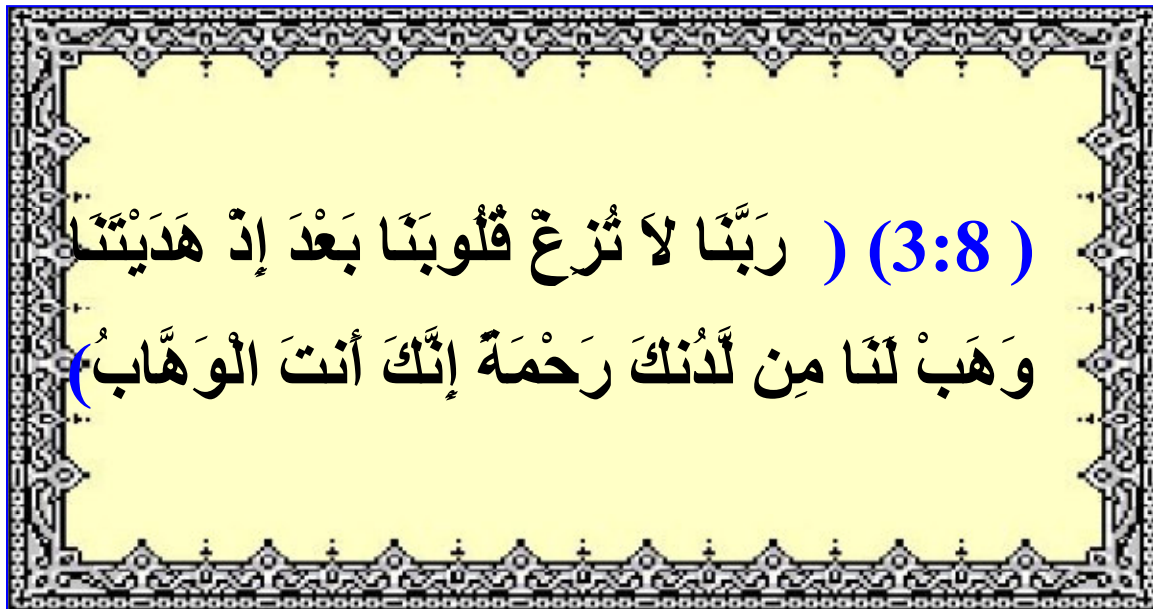 ( 3:8) ( رَبَّنَا لاَ تُزِغْ قُلُوبَنَا بَعْدَ إِذْ هَدَيْتَنَا
وَهَبْ لَنَا مِن لَّدُنكَ رَحْمَةً إِنَّكَ أَنتَ الْوَهَّابُ)